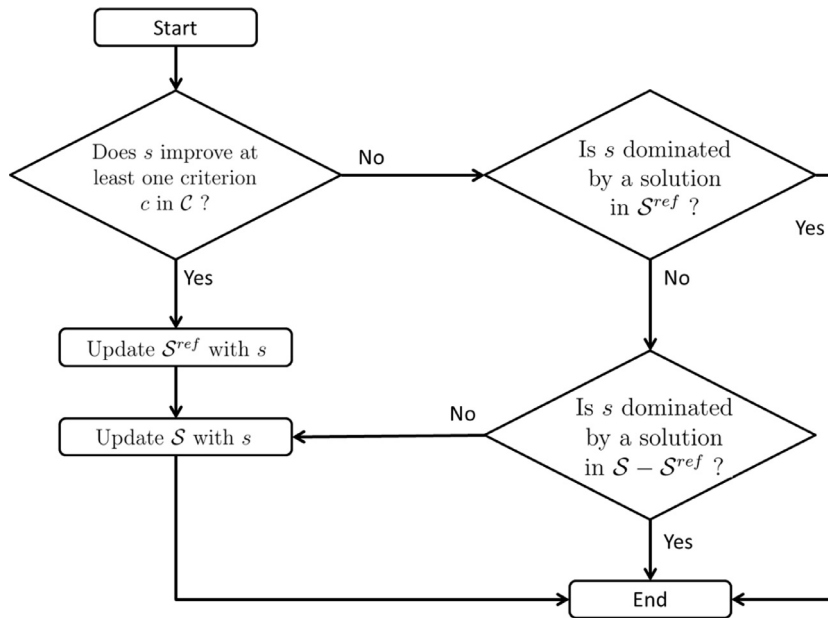 Start
Does s improve at
least one criterion
c in 𝒞 ?
No
Is s dominated
by a solution
in 𝒮^{ref} ?
Yes
Yes
No
Update 𝒮^{ref} with s
Update 𝒮 with s
No
Is s dominated
by a solution
in 𝒮 − 𝒮^{ref} ?
Yes
End